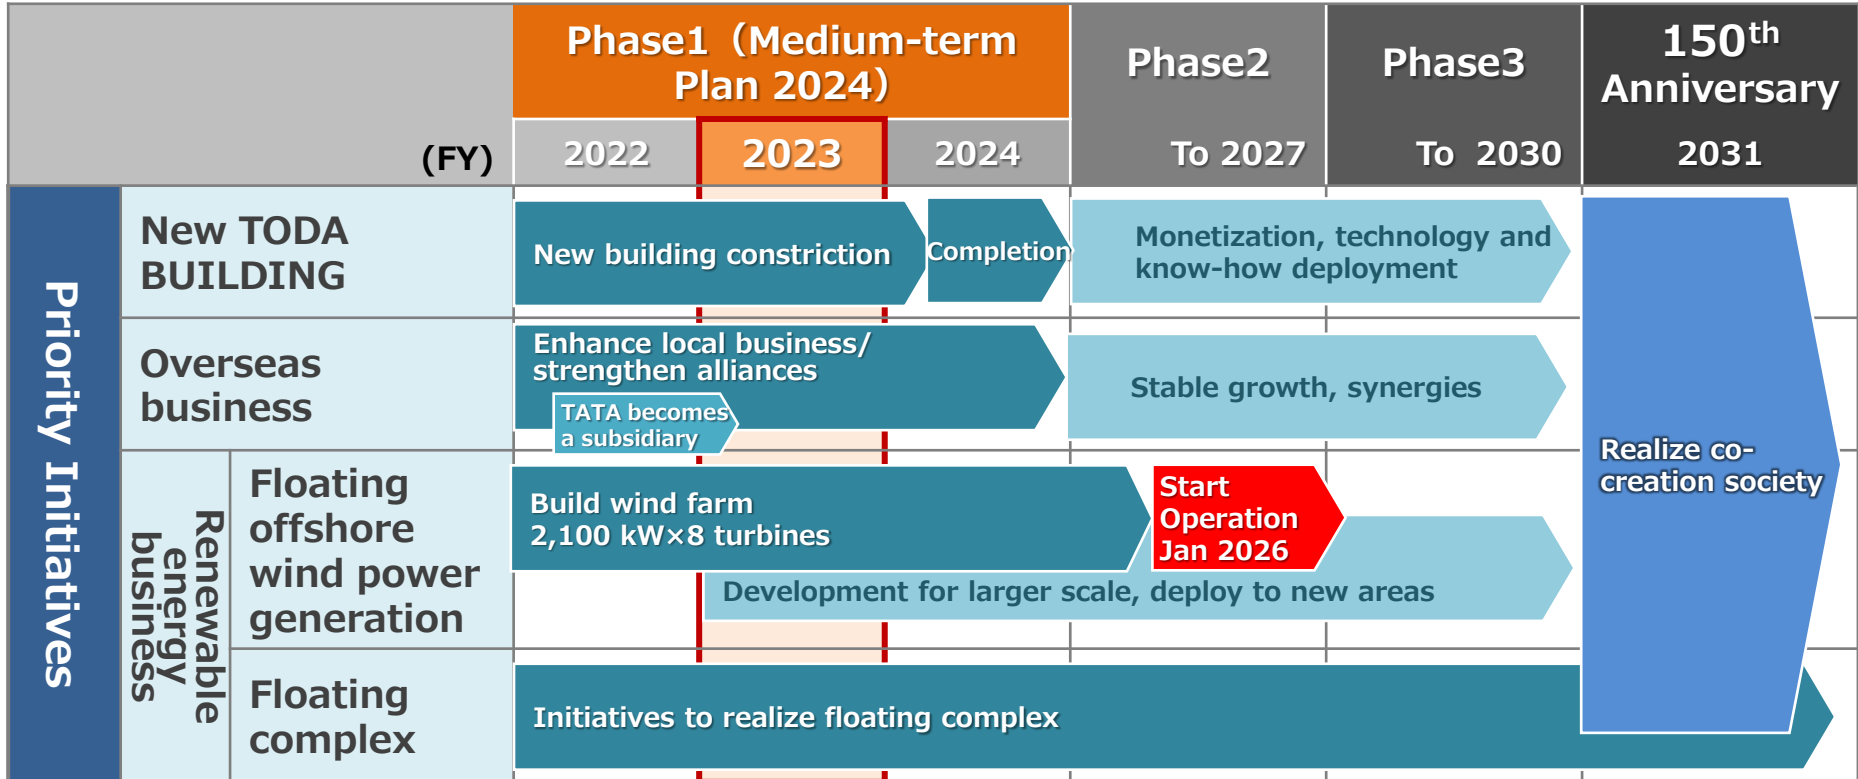 Phase1（Medium-term
Plan 2024）
Phase2
Phase3
150th
Anniversary
(FY)
2022
2023
2024
To 2027
To 2030
2031
Priority Initiatives
New TODA
BUILDING
New building constriction
Completion
Monetization, technology and
know-how deployment
Overseas
business
Enhance local business/
strengthen alliances
TATA becomes
a subsidiary
Stable growth, synergies
Realize co-
creation society
Renewable
energy
business
Floating
offshore
wind power
generation
Build wind farm
2,100 kW×8 turbines
Start
Operation
Jan 2026
Development for larger scale, deploy to new areas
Floating
complex
Initiatives to realize floating complex